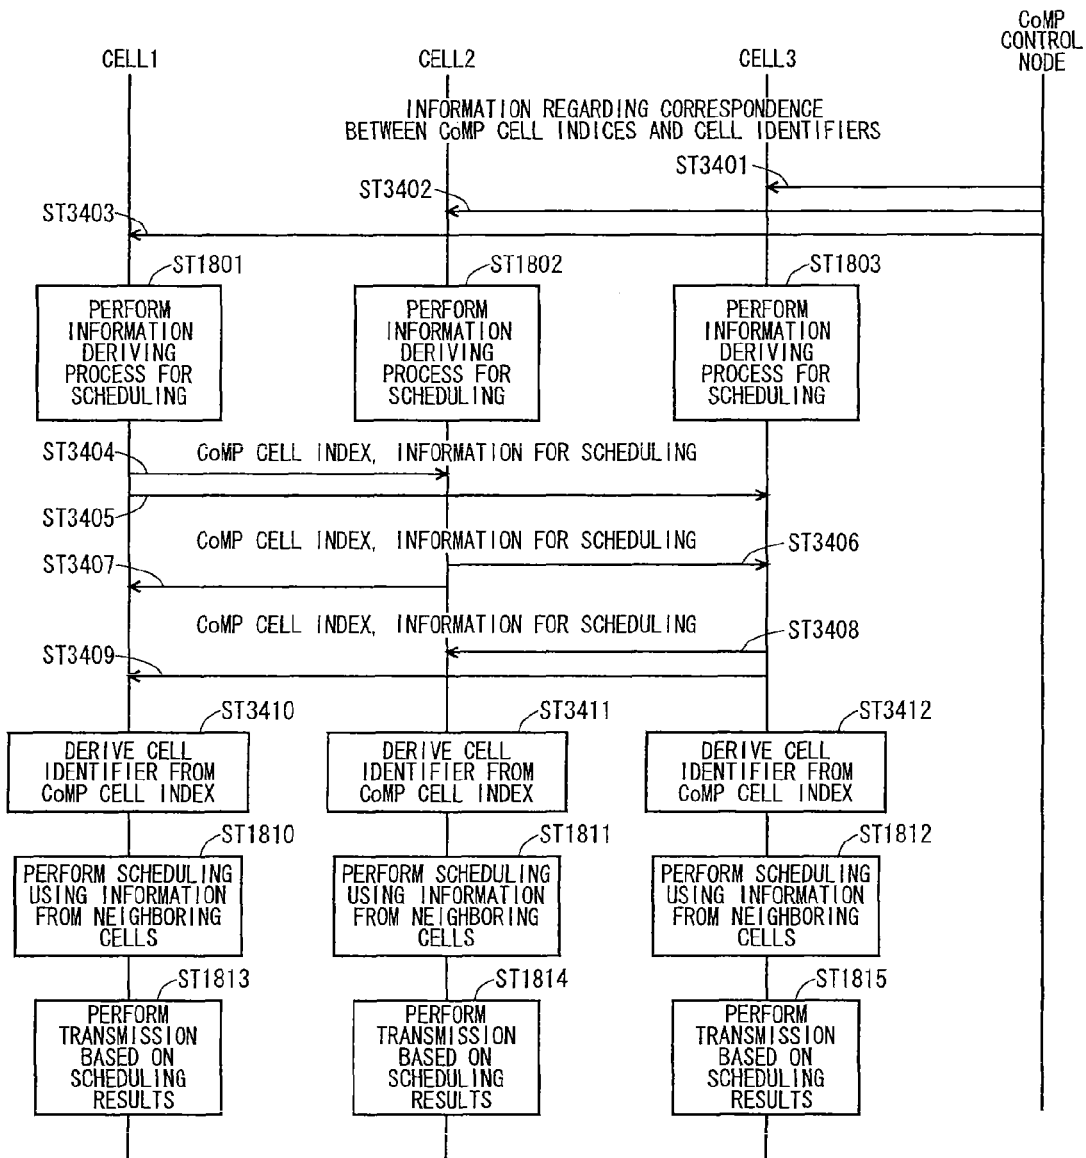 CoMP
CONTROL
NODE
CELL1
CELL2
CELL3
INFORMATION REGARDING CORRESPONDENCE
BETWEEN CoMP CELL INDICES AND CELL IDENTIFIERS
ST3401
ST3402
ST3403
ST1801
ST1802
ST1803
PERFORM
INFORMATION
DERIVING
PROCESS FOR
SCHEDULING
PERFORM
INFORMATION
DERIVING
PROCESS FOR
SCHEDULING
PERFORM
INFORMATION
DERIVING
PROCESS FOR
SCHEDULING
ST3404
CoMP CELL INDEX, INFORMATION FOR SCHEDULING
ST3405
CoMP CELL INDEX, INFORMATION FOR SCHEDULING
ST3406
ST3407
CoMP CELL INDEX, INFORMATION FOR SCHEDULING
ST3408
ST3409
ST3410
ST3411
ST3412
DERIVE CELL
IDENTIFIER FROM
CoMP CELL INDEX
DERIVE CELL
IDENTIFIER FROM
CoMP CELL INDEX
DERIVE CELL
IDENTIFIER FROM
CoMP CELL INDEX
ST1810
ST1811
ST1812
PERFORM SCHEDULING
USING INFORMATION
FROM NEIGHBORING
CELLS
PERFORM SCHEDULING
USING INFORMATION
FROM NEIGHBORING
CELLS
PERFORM SCHEDULING
USING INFORMATION
FROM NEIGHBORING
CELLS
ST1813
ST1814
ST1815
PERFORM
TRANSMISSION
BASED ON
SCHEDULING
RESULTS
PERFORM
TRANSMISSION
BASED ON
SCHEDULING
RESULTS
PERFORM
TRANSMISSION
BASED ON
SCHEDULING
RESULTS